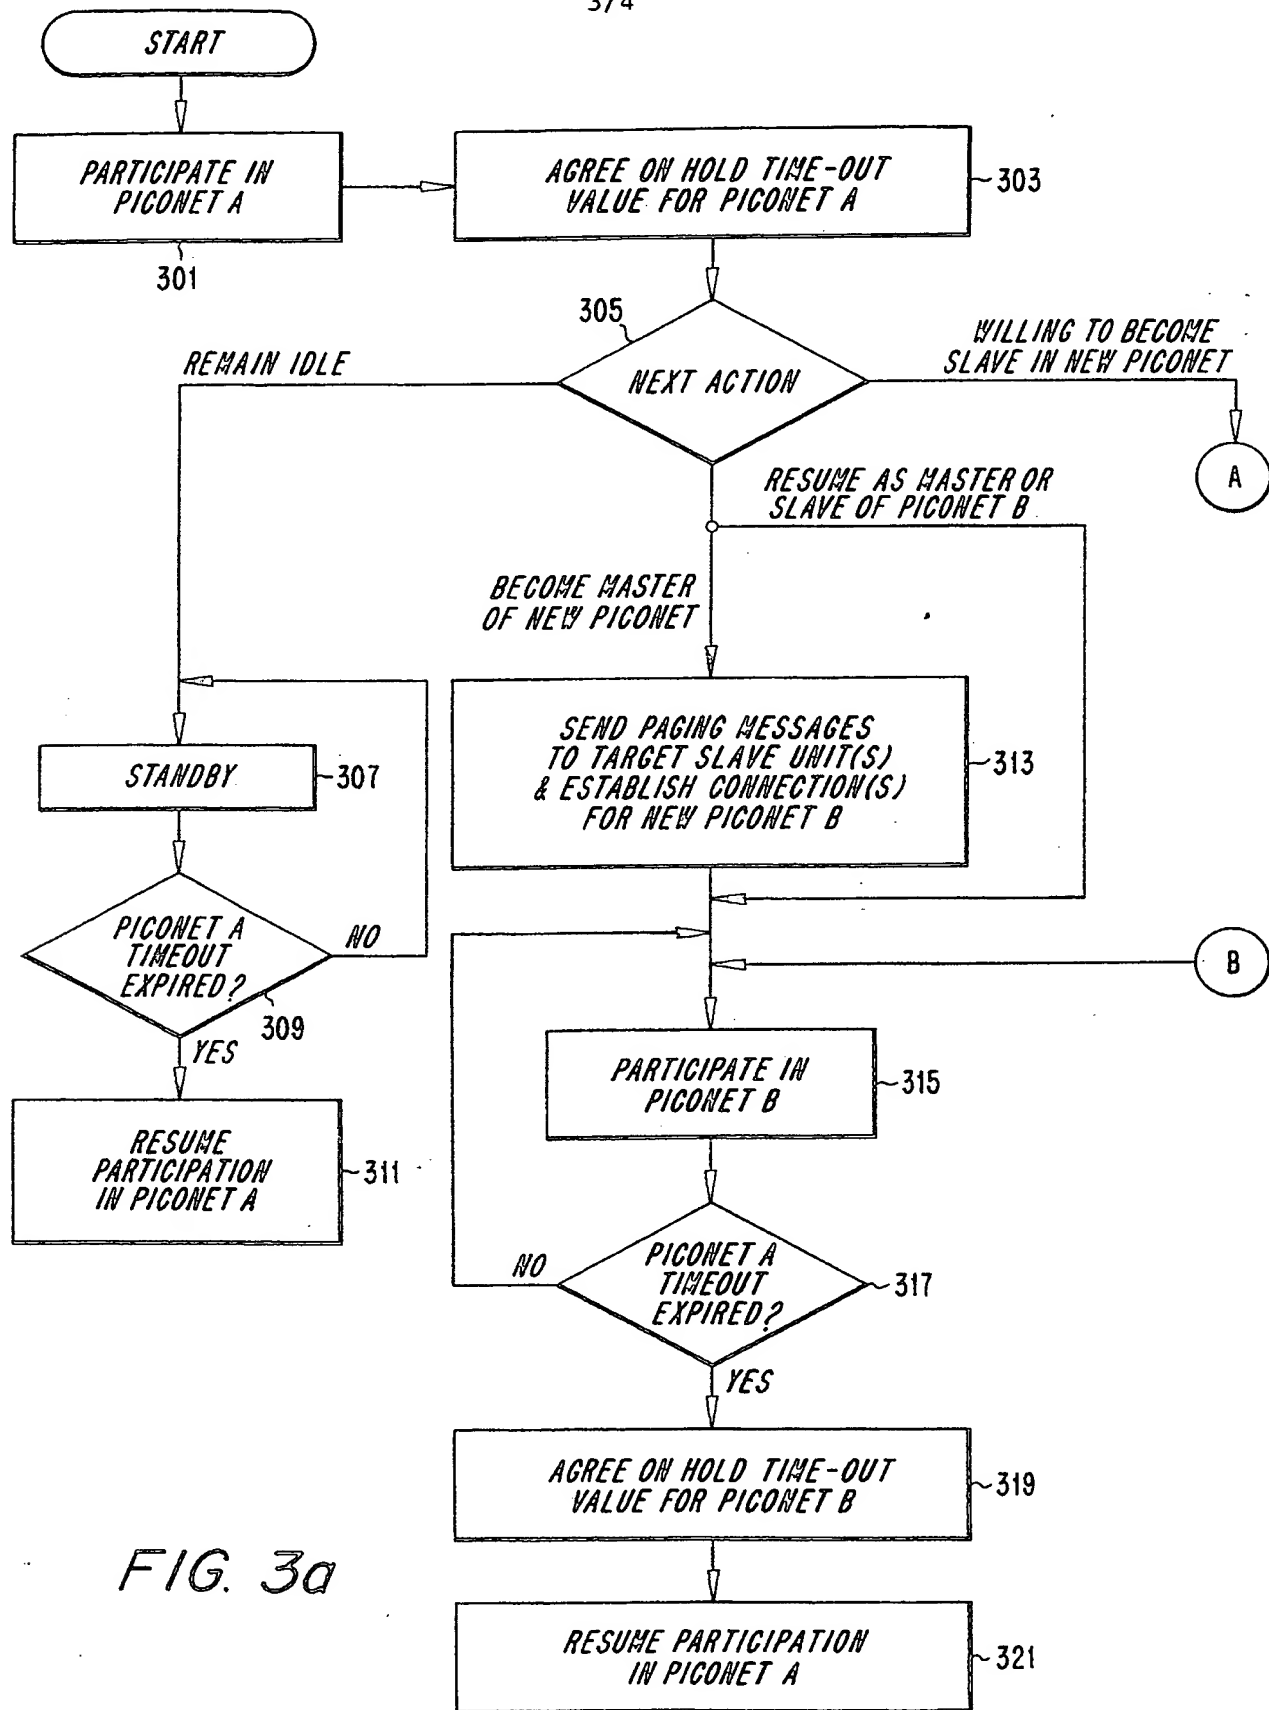 3/4
START
PARTICIPATE IN
PICONET A
301
AGREE ON HOLD TIME-OUT
VALUE FOR PICONET A
303
305
NEXT ACTION
REMAIN IDLE
WILLING TO BECOME
SLAVE IN NEW PICONET
A
RESUME AS MASTER OR
SLAVE OF PICONET B
BECOME MASTER
OF NEW PICONET
STANDBY
307
SEND PAGING MESSAGES
TO TARGET SLAVE UNIT(S)
& ESTABLISH CONNECTION(S)
FOR NEW PICONET B
313
PICONET A
TIMEOUT
EXPIRED?
NO
309
YES
B
PARTICIPATE IN
PICONET B
315
RESUME
PARTICIPATION
IN PICONET A
311
PICONET A
TIMEOUT
EXPIRED?
NO
317
YES
AGREE ON HOLD TIME-OUT
VALUE FOR PICONET B
319
FIG. 3a
RESUME PARTICIPATION
IN PICONET A
321